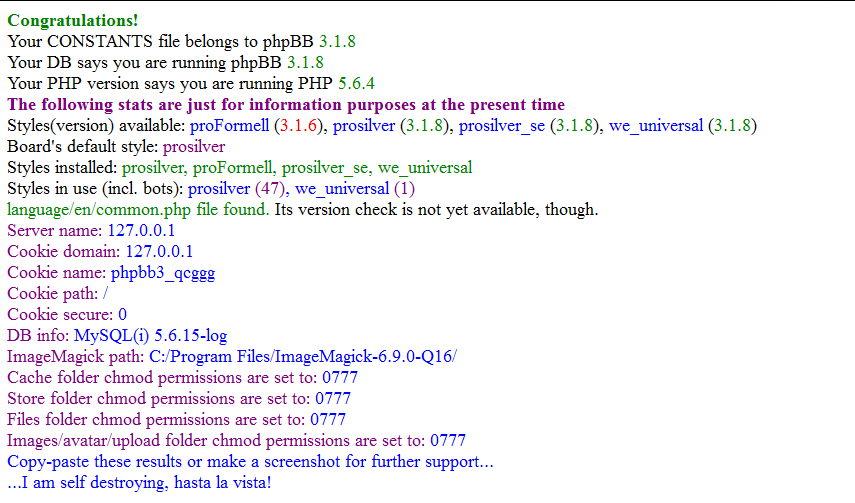 Congratulations!
Your CONSTANTS file belongs to phpBB 3.1.8
Your DB says you are running phpBB 3.1.8
Your PHP version says you are running PHP 5.6.4
The following stats are just for information purposes at the present time
Styles(version) available: proFormell (3.1.6), prosilver (3.1.8), prosilver_se (3.1.8), we_universal (3.1.8)
Board's default style: prosilver
Styles installed: prosilver, proFormell, prosilver_se, we_universal
Styles in use (incl. bots): prosilver (47), we_universal (1)
language/en/common.php file found. Its version check is not yet available, though.
Server name: 127.0.0.1
Cookie domain: 127.0.0.1
Cookie name: phpbb3_qcggg
Cookie path: /
Cookie secure: 0
DB info: MySQL(i) 5.6.15-log
ImageMagick path: C:/Program Files/ImageMagick-6.9.0-Q16/
Cache folder chmod permissions are set to: 0777
Store folder chmod permissions are set to: 0777
Files folder chmod permissions are set to: 0777
Images/avatar/upload folder chmod permissions are set to: 0777
Copy-paste these results or make a screenshot for further support...
...I am self destroying, hasta la vista!